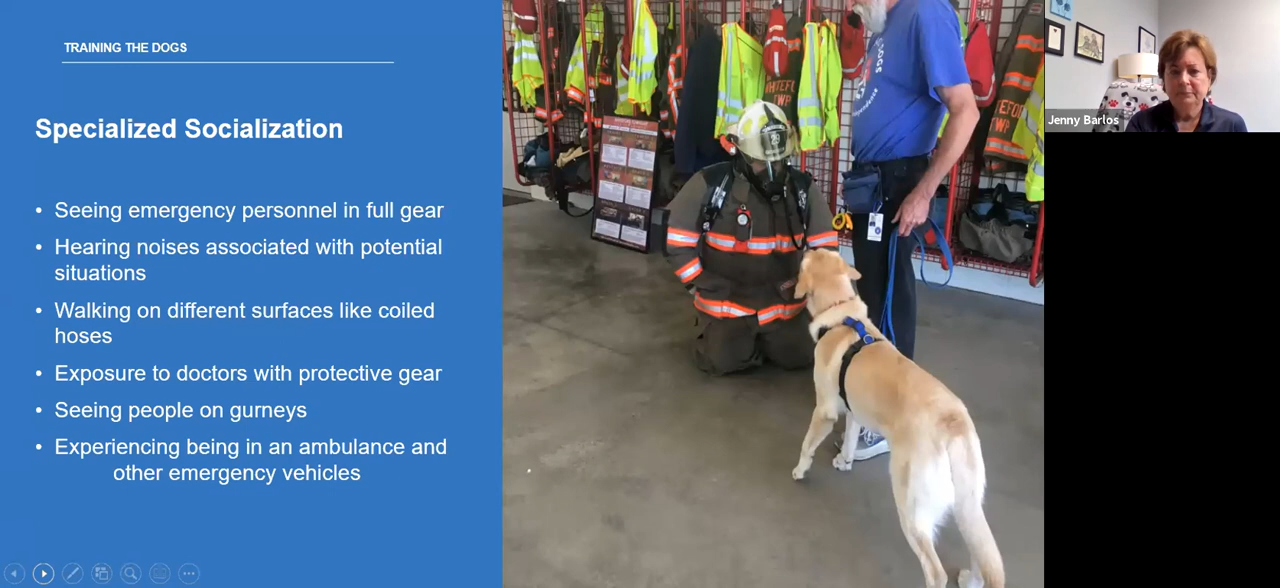 TRAINING THE DOGS
Specialized Socialization
• Seeing emergency personnel in full gear
• Hearing noises associated with potential
situations
• Walking on different surfaces like coiled
hoses
• Exposure to doctors with protective gear
• Seeing people on gurneys
• Experiencing being in an ambulance and
other emergency vehicles
Jenny Barlos